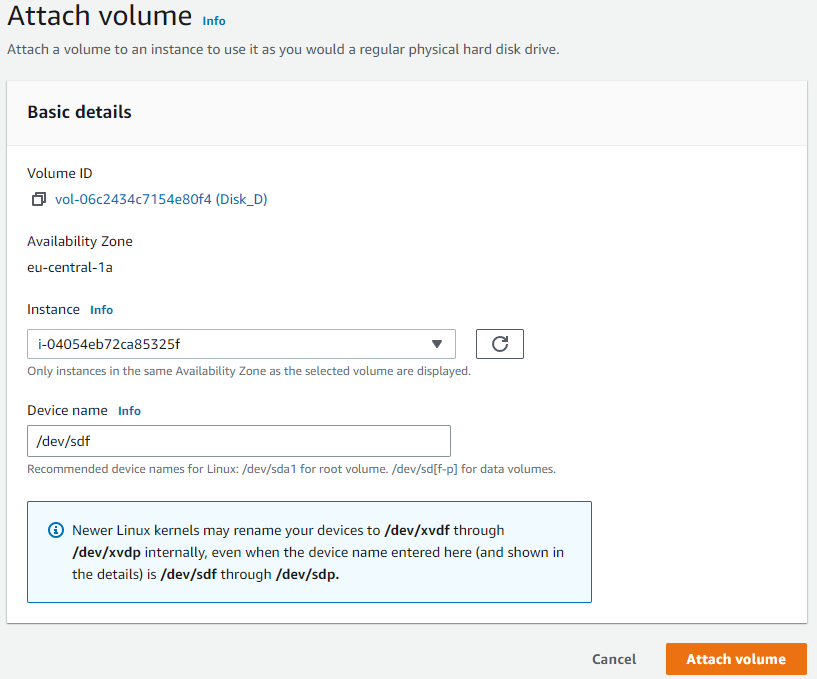 Attach volume Info
Attach a volume to an instance to use it as you would a regular physical hard disk drive.
Basic details
Volume ID
vol-06c2434c7154e80f4 (Disk_D)
Availability Zone
eu-central-1a
Instance Info
i-04054eb72ca85325f
Only instances in the same Availability Zone as the selected volume are displayed.
Device name Info
/dev/sdf
Recommended device names for Linux: /dev/sda1 for root volume. /dev/sd[f-p] for data volumes.
Newer Linux kernels may rename your devices to /dev/xvdf through
/dev/xvdp internally, even when the device name entered here (and shown in
the details) is /dev/sdf through /dev/sdp.
Cancel Attach volume